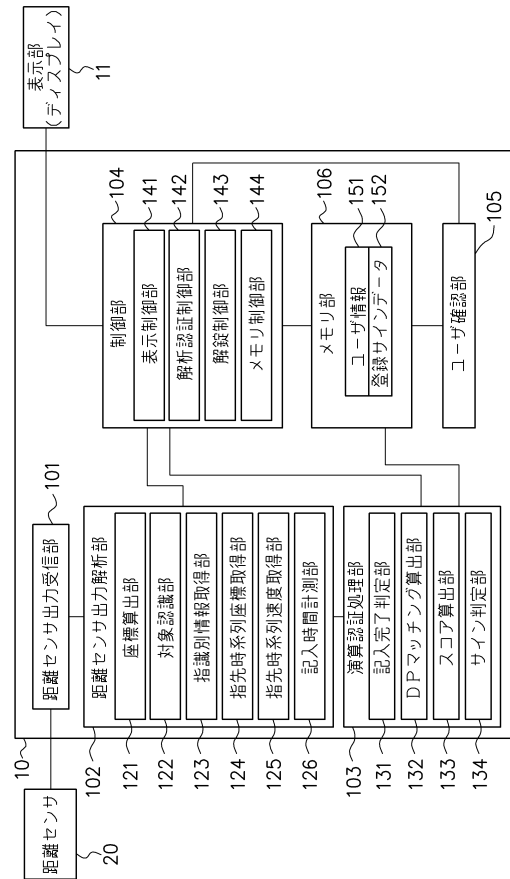 距離センサ
20
10
距離センサ出力受信部
101
距離センサ出力解析部
102
座標算出部
121
対象認識部
122
指識別情報取得部
123
指先時系列座標取得部
124
指先時系列速度取得部
125
記入時間計測部
126
演算認証処理部
103
記入完了判定部
131
DPマッチング算出部
132
スコア算出部
133
サイン判定部
134
制御部
104
表示制御部
141
解析認証制御部
142
解錠制御部
143
メモリ制御部
144
メモリ部
106
ユーザ情報
151
登録サインデータ
152
ユーザ確認部
105
表示部
(ディスプレイ)
11